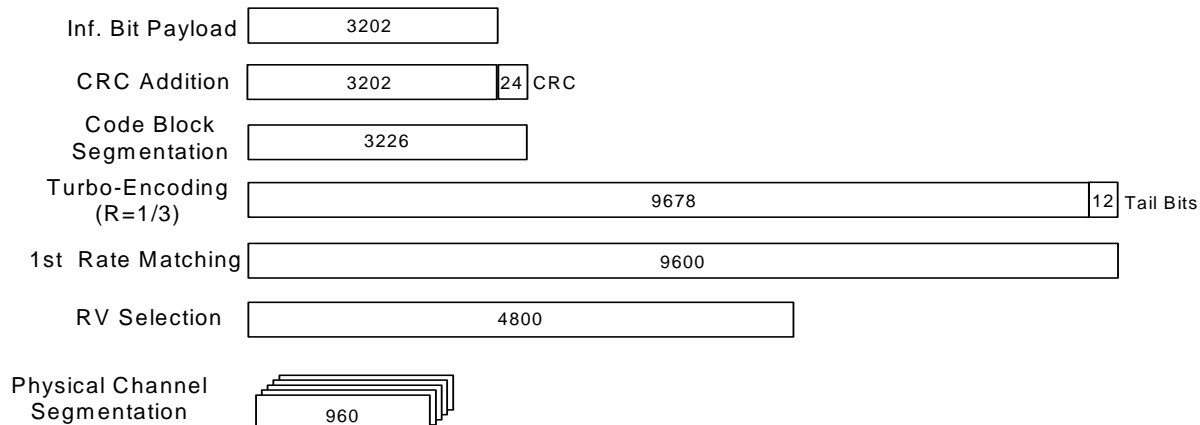 Inf. Bit Payload 3202
CRC Addition 3202 24 CRC
Code Block
Segmentation 3226
Turbo-Encoding
(R=1/3) 9678 12 Tail Bits
1st Rate Matching 9600
RV Selection 4800
Physical Channel
Segmentation 960